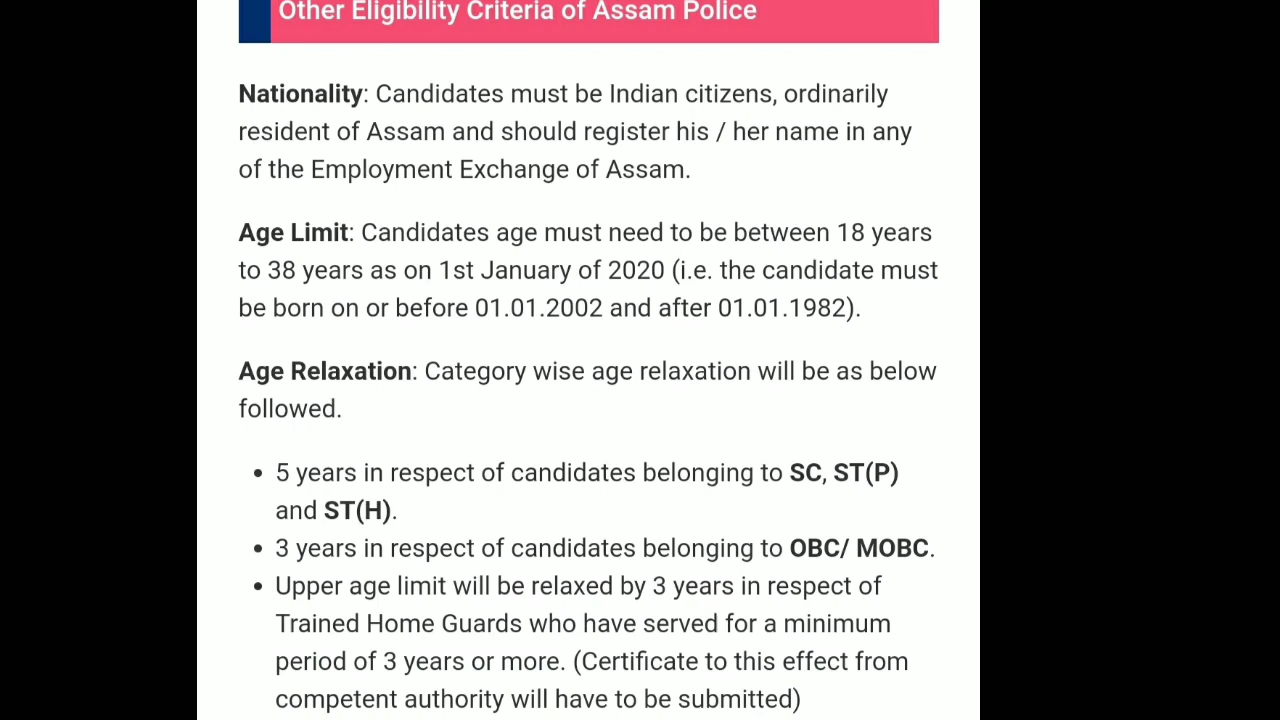 Other Eligibility Criteria of Assam Police
Nationality: Candidates must be Indian citizens, ordinarily
resident of Assam and should register his / her name in any
of the Employment Exchange of Assam.
Age Limit: Candidates age must need to be between 18 years
to 38 years as on 1st January of 2020 (i.e. the candidate must
be born on or before 01.01.2002 and after 01.01.1982).
Age Relaxation: Category wise age relaxation will be as below
followed.
• 5 years in respect of candidates belonging to SC, ST(P)
and ST(H).
• 3 years in respect of candidates belonging to OBC/ MOBC.
• Upper age limit will be relaxed by 3 years in respect of
Trained Home Guards who have served for a minimum
period of 3 years or more. (Certificate to this effect from
competent authority will have to be submitted)